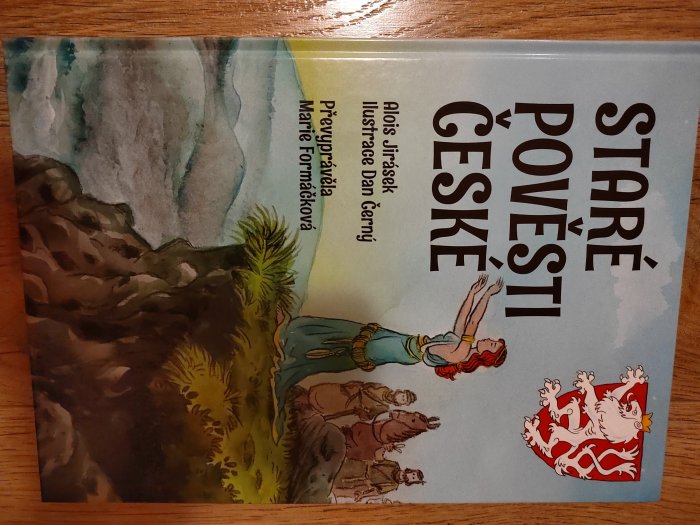 STARÉ
POVĚSTI
ČESKÉ
Alois Jirásek
Ilustrace Dan Černý
Převyprávěla
Marie Formáčková